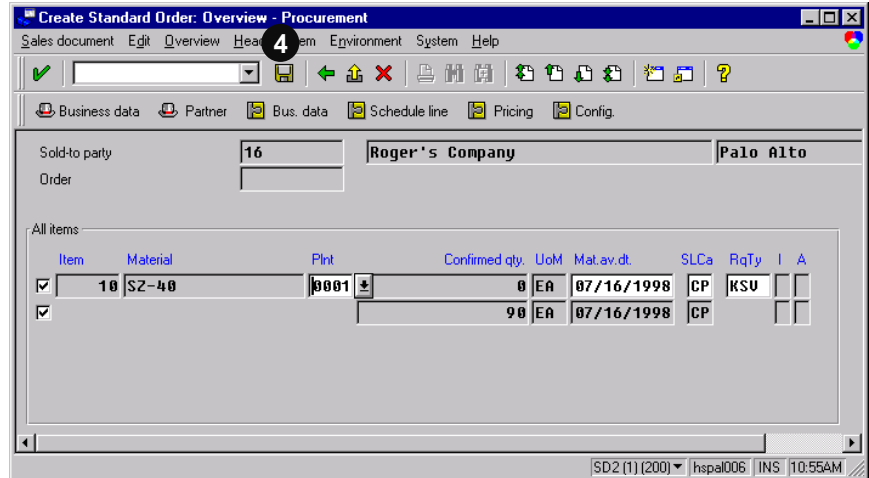 Create Standard Order: Overview - Procurement
Sales document Edit Overview Head 4 em Environment System Help
Business data Partner Bus. data Schedule line Pricing Config.
Sold-to party 16 Roger's Company Palo Alto
Order
All items
Item Material Plnt Confirmed qty. UoM Mat.av.dt. SLCa RqTy I A
10 SZ-40 0001 0 EA 07/16/1998 CP KSV
90 EA 07/16/1998 CP
SD2 (1) (200) hspal006 INS 10:55AM